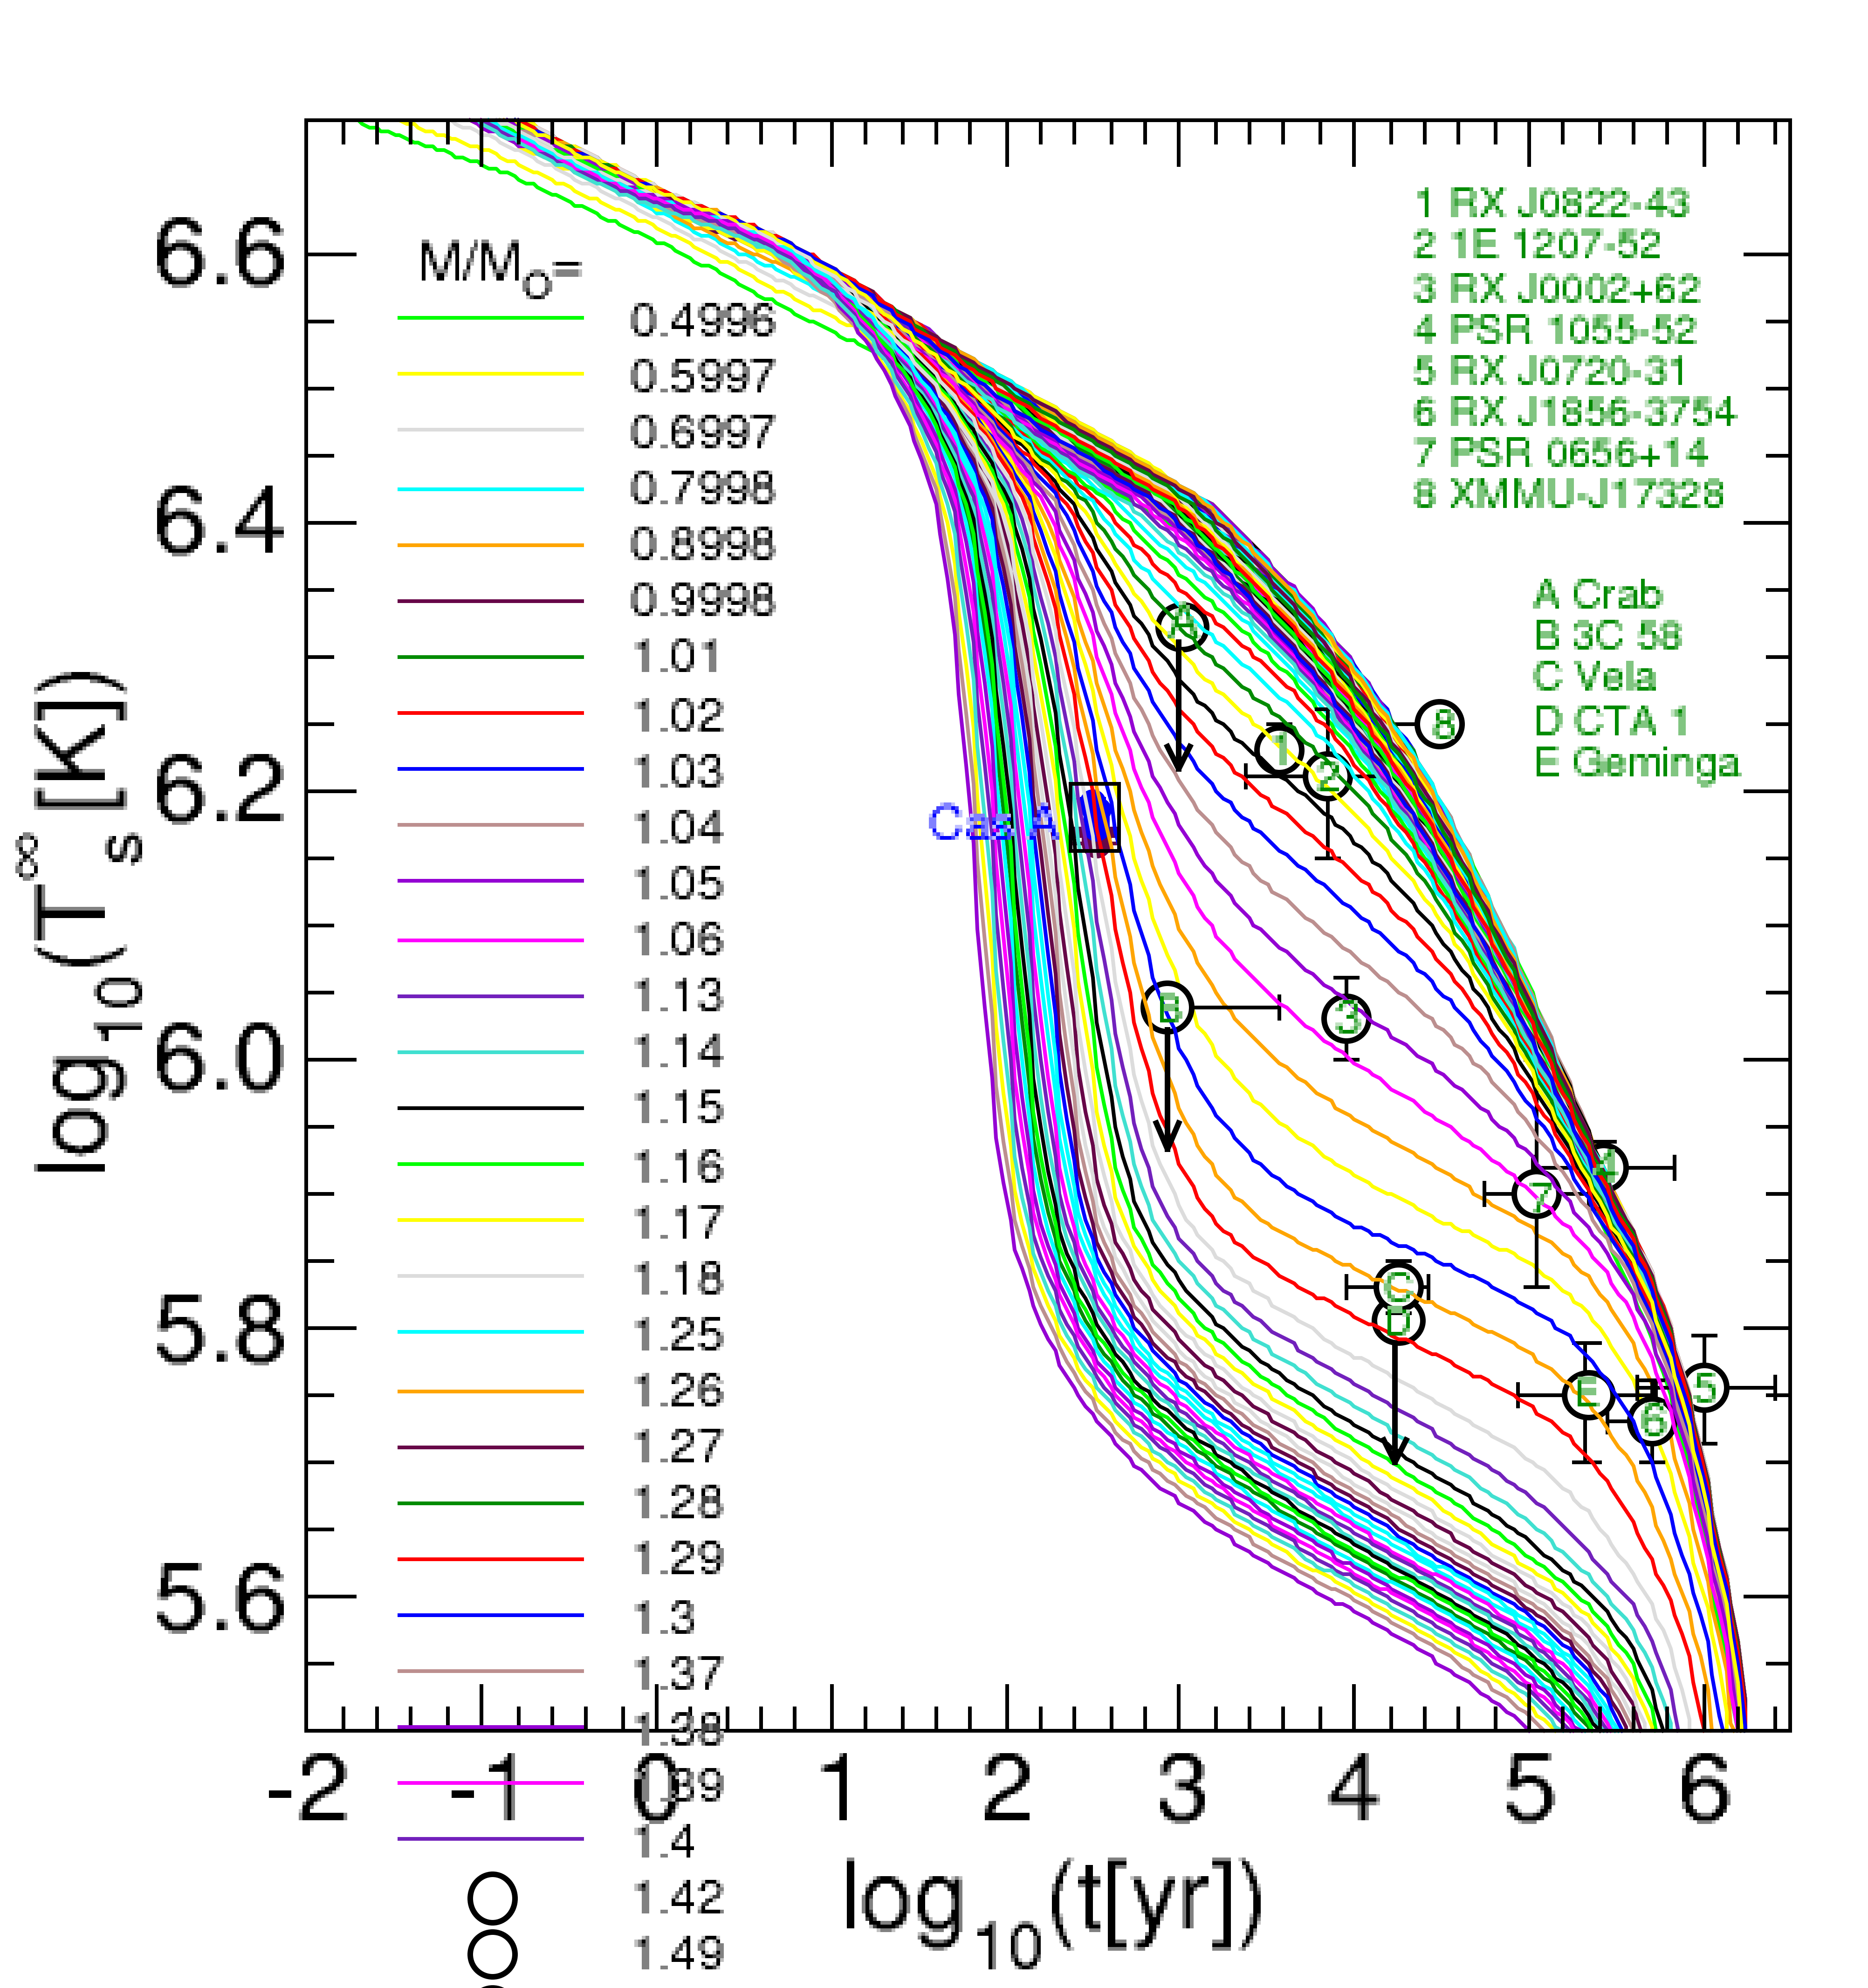 1 RX J0822-43
2 1E 1207-52
3 RX J0002+62
4 PSR 1055-52
5 RX J0720-31
6 RX J1856-3754
7 PSR 0656+14
8 XMMU-J17328
A Crab
B 3C 58
C Vela
D CTA 1
E Geminga
M/M_O=
0.4996
0.5997
0.6997
0.7998
0.8998
0.9998
1.01
1.02
1.03
1.04
1.05
1.06
1.13
1.14
1.15
1.16
1.17
1.18
1.25
1.26
1.27
1.28
1.29
1.3
1.37
1.38
1.39
1.4
1.42
1.49
6.6
6.4
6.2
6.0
5.8
5.6
log10(T∞s [K])
A
8
1
2
Cas A
B
3
4
7
C
D
E
5
6
-2 -1 0 1 2 3 4 5 6
log10(t[yr])